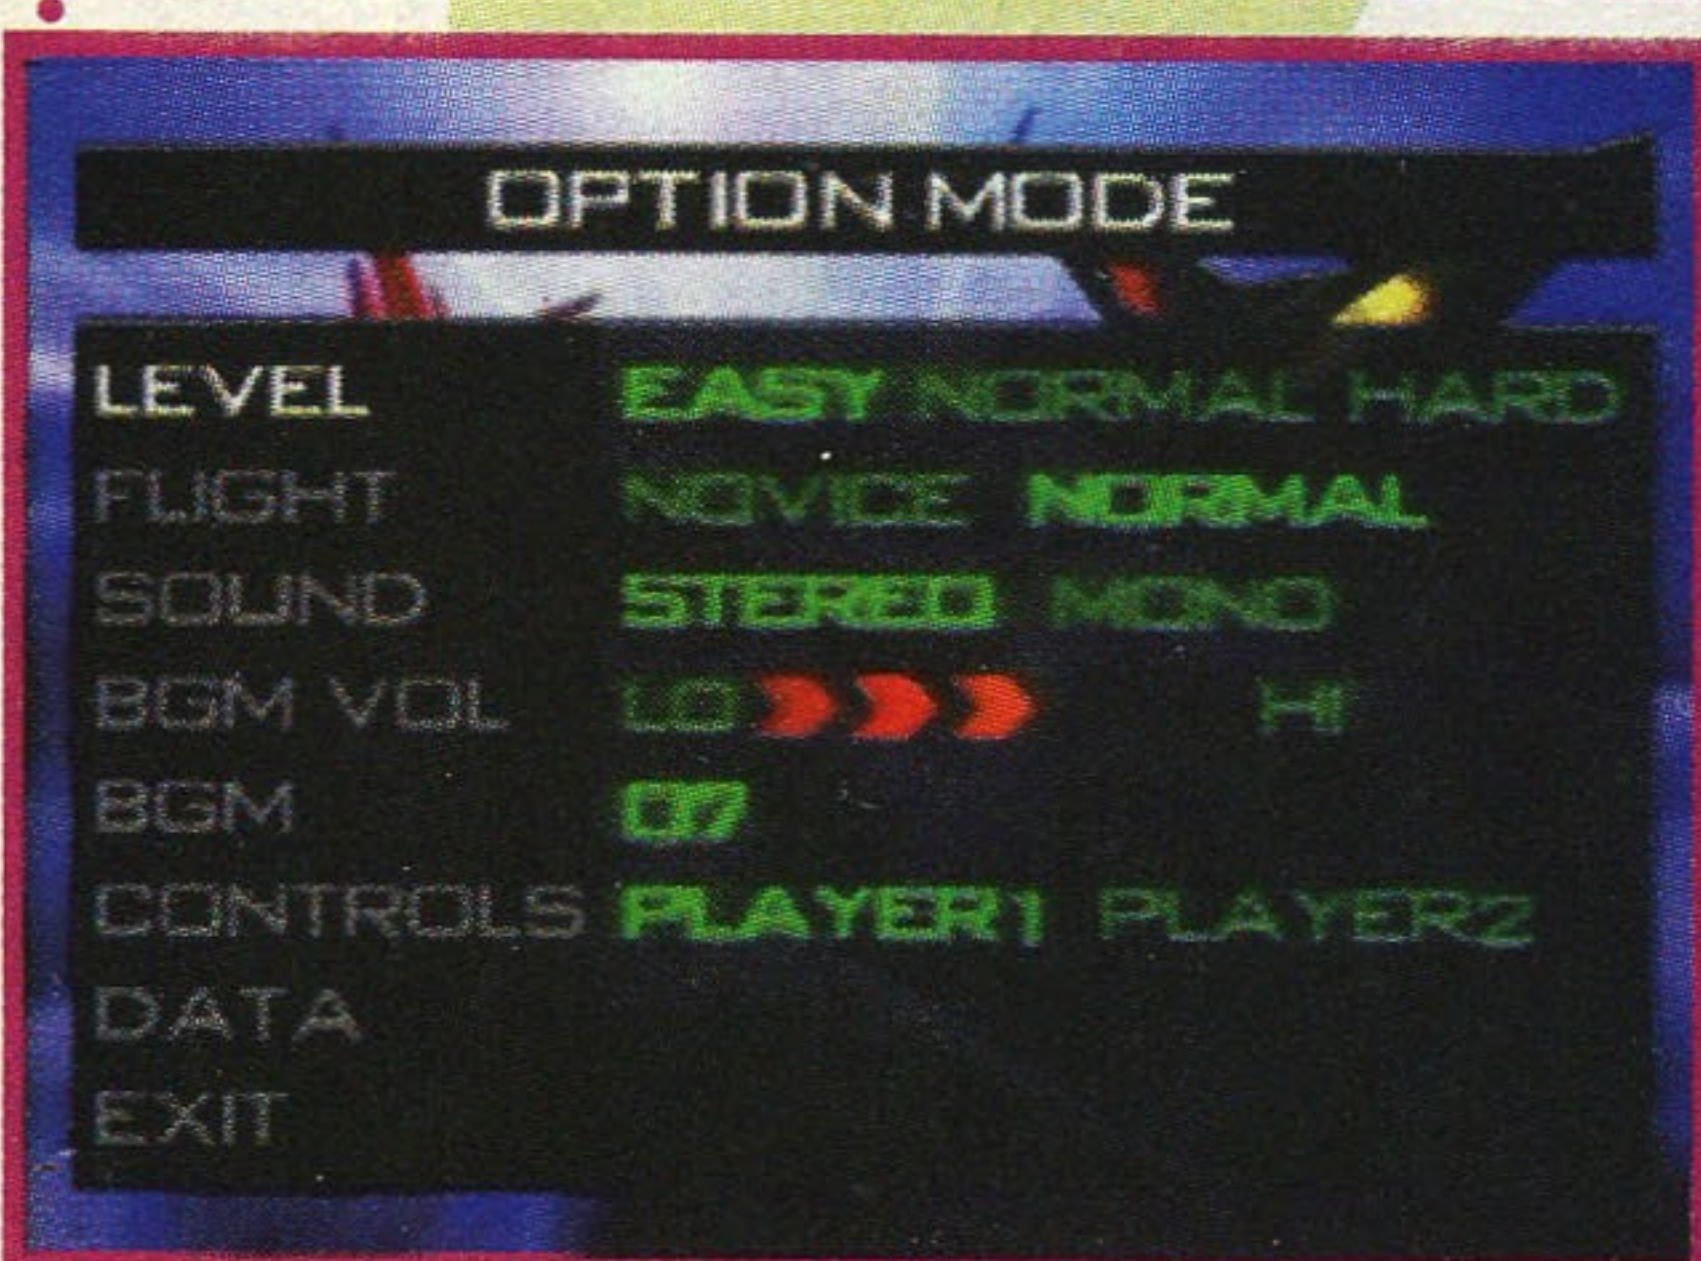 OPTION MODE
LEVEL EASY NORMAL HARD
FLIGHT NOVICE NORMAL
SOUND STEREO MONO
BGM VOL LO HI
BGM 07
CONTROLS PLAYER1 PLAYER2
DATA
EXIT